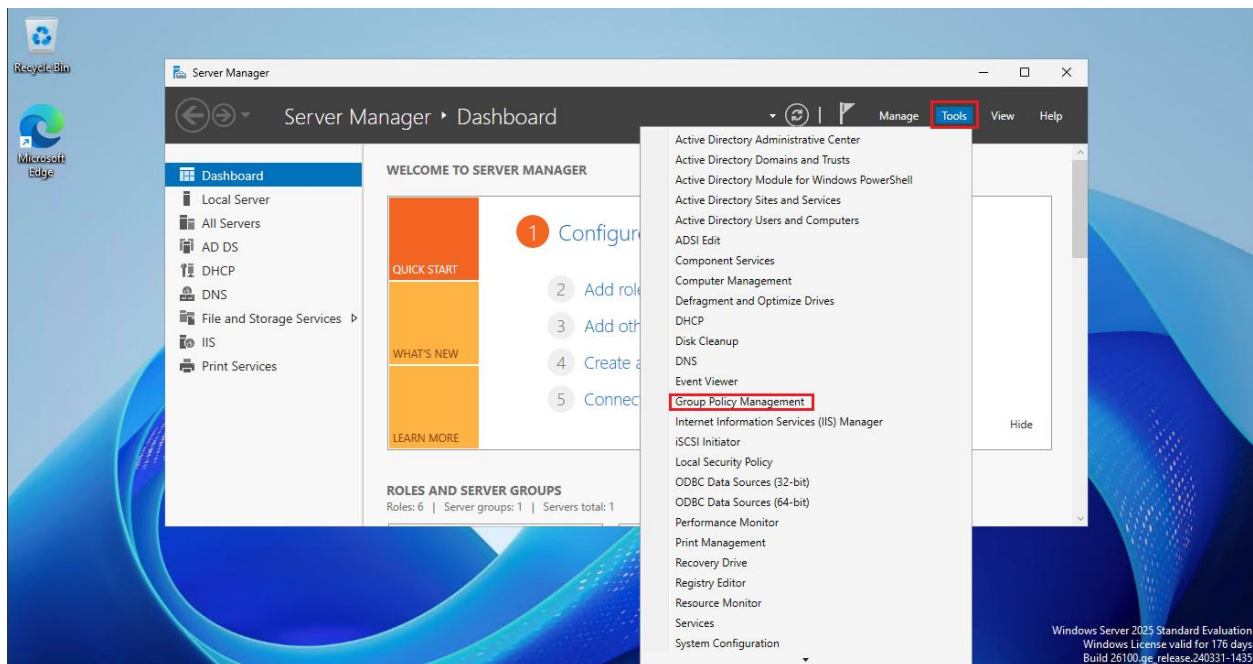 Recycle Bin
Microsoft
Edge
Server Manager
Server Manager • Dashboard
Manage
Tools
View
Help
Dashboard
Local Server
All Servers
AD DS
DHCP
DNS
File and Storage Services
IIS
Print Services
WELCOME TO SERVER MANAGER
QUICK START
WHAT'S NEW
LEARN MORE
1 Configur
2 Add rol
3 Add oth
4 Create
5 Connec
Hide
ROLES AND SERVER GROUPS
Roles: 6 | Server groups: 1 | Servers total: 1
Active Directory Administrative Center
Active Directory Domains and Trusts
Active Directory Module for Windows PowerShell
Active Directory Sites and Services
Active Directory Users and Computers
ADSI Edit
Component Services
Computer Management
Defragment and Optimize Drives
DHCP
Disk Cleanup
DNS
Event Viewer
Group Policy Management
Internet Information Services (IIS) Manager
iSCSI Initiator
Local Security Policy
ODBC Data Sources (32-bit)
ODBC Data Sources (64-bit)
Performance Monitor
Print Management
Recovery Drive
Registry Editor
Resource Monitor
Services
System Configuration
Windows Server 2025 Standard Evaluation
Windows License valid for 176 days
Build 26100.ge_release.240331-1435